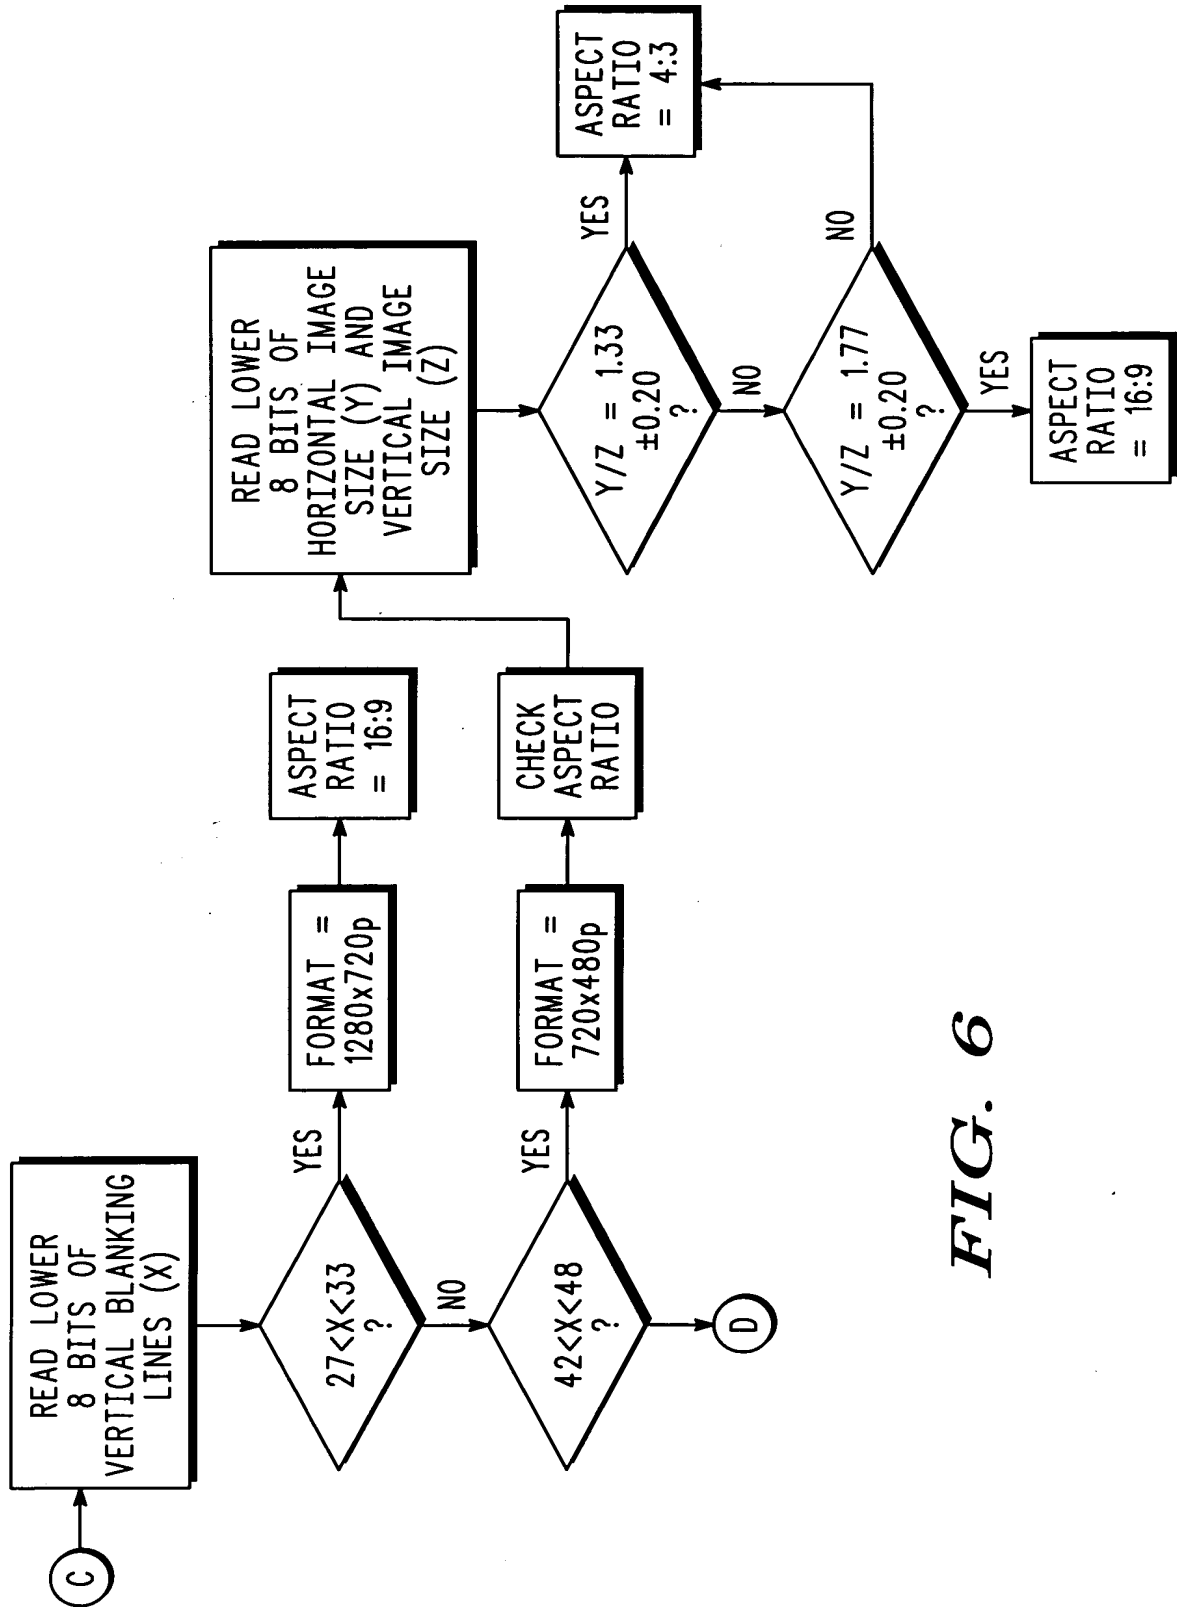 C
READ LOWER
8 BITS OF
VERTICAL BLANKING
LINES (X)
27<X<33
?
YES
FORMAT =
1280x720p
ASPECT
RATIO
= 16:9
NO
42<X<48
?
YES
FORMAT =
720x480p
CHECK
ASPECT
RATIO
D
READ LOWER
8 BITS OF
HORIZONTAL IMAGE
SIZE (Y) AND
VERTICAL IMAGE
SIZE (Z)
Y/Z = 1.33
±0.20
?
YES
ASPECT
RATIO
= 4:3
NO
Y/Z = 1.77
±0.20
?
NO
YES
ASPECT
RATIO
= 16:9
FIG. 6